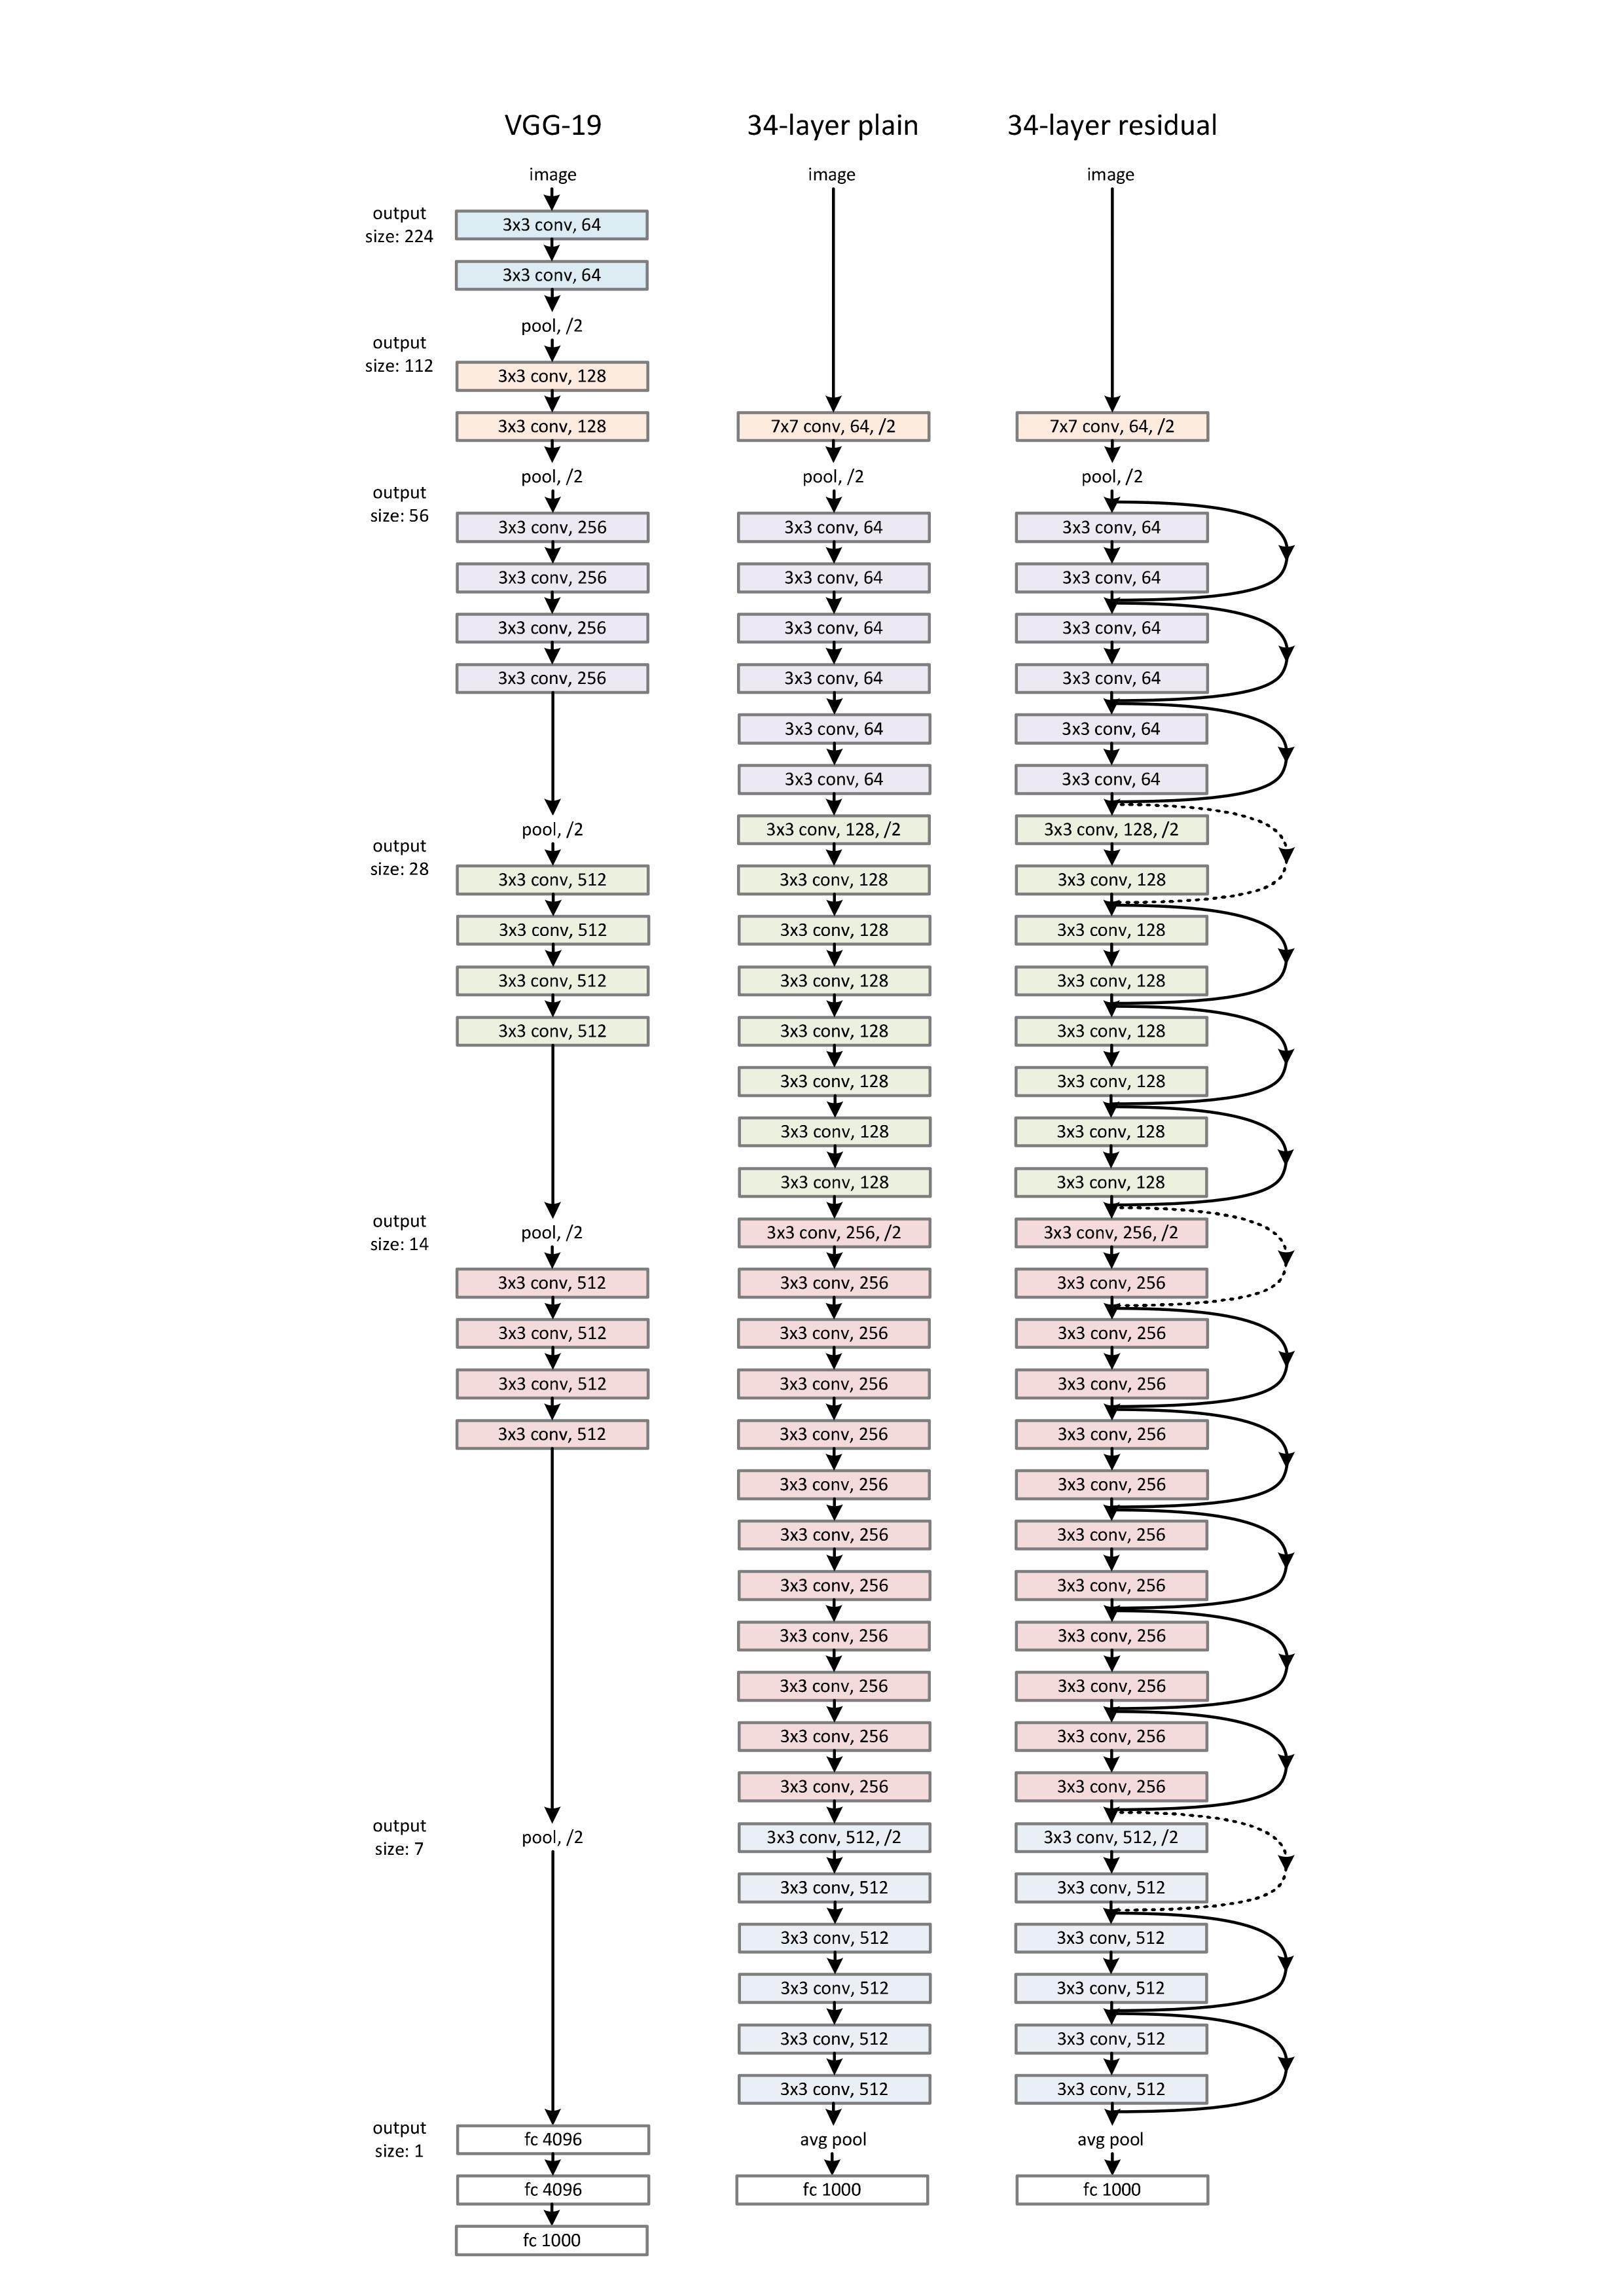 VGG-19
34-layer plain
34-layer residual
image
output
size: 224
3x3 conv, 64
3x3 conv, 64
pool, /2
output
size: 112
3x3 conv, 128
3x3 conv, 128
pool, /2
output
size: 56
3x3 conv, 256
3x3 conv, 256
3x3 conv, 256
3x3 conv, 256
pool, /2
output
size: 28
3x3 conv, 512
3x3 conv, 512
3x3 conv, 512
3x3 conv, 512
pool, /2
output
size: 14
3x3 conv, 512
3x3 conv, 512
3x3 conv, 512
3x3 conv, 512
output
size: 7
pool, /2
output
size: 1
fc 4096
fc 4096
fc 1000
image
7x7 conv, 64, /2
pool, /2
3x3 conv, 64
3x3 conv, 64
3x3 conv, 64
3x3 conv, 64
3x3 conv, 64
3x3 conv, 64
3x3 conv, 128, /2
3x3 conv, 128
3x3 conv, 128
3x3 conv, 128
3x3 conv, 128
3x3 conv, 128
3x3 conv, 128
3x3 conv, 128
3x3 conv, 256, /2
3x3 conv, 256
3x3 conv, 256
3x3 conv, 256
3x3 conv, 256
3x3 conv, 256
3x3 conv, 256
3x3 conv, 256
3x3 conv, 256
3x3 conv, 256
3x3 conv, 256
3x3 conv, 256
3x3 conv, 512, /2
3x3 conv, 512
3x3 conv, 512
3x3 conv, 512
3x3 conv, 512
3x3 conv, 512
avg pool
fc 1000
image
7x7 conv, 64, /2
pool, /2
3x3 conv, 64
3x3 conv, 64
3x3 conv, 64
3x3 conv, 64
3x3 conv, 64
3x3 conv, 64
3x3 conv, 128, /2
3x3 conv, 128
3x3 conv, 128
3x3 conv, 128
3x3 conv, 128
3x3 conv, 128
3x3 conv, 128
3x3 conv, 128
3x3 conv, 256, /2
3x3 conv, 256
3x3 conv, 256
3x3 conv, 256
3x3 conv, 256
3x3 conv, 256
3x3 conv, 256
3x3 conv, 256
3x3 conv, 256
3x3 conv, 256
3x3 conv, 256
3x3 conv, 256
3x3 conv, 512, /2
3x3 conv, 512
3x3 conv, 512
3x3 conv, 512
3x3 conv, 512
3x3 conv, 512
avg pool
fc 1000